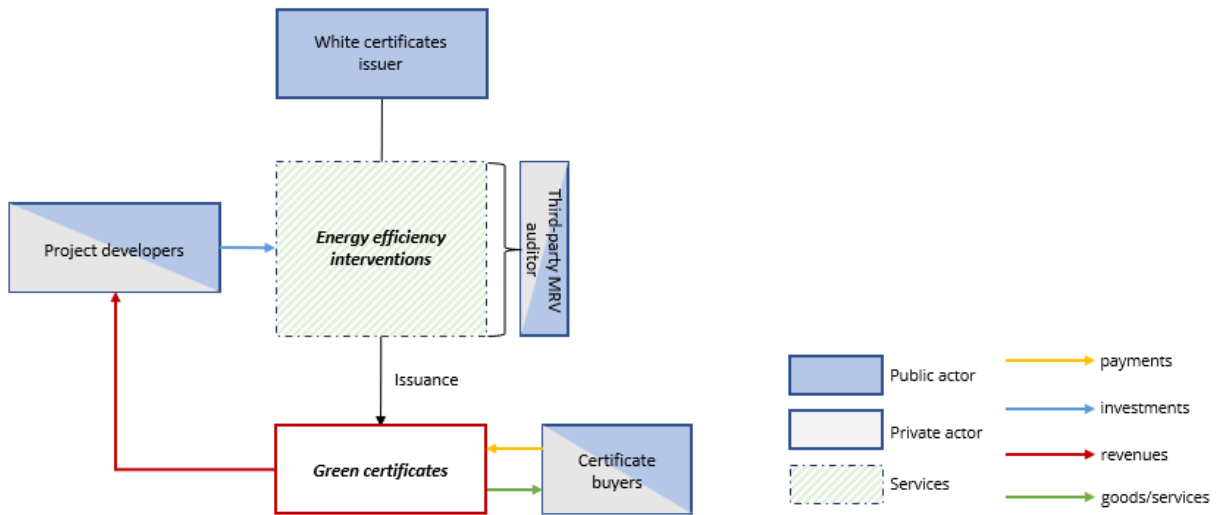 White certificates
issuer
Energy efficiency
interventions
Third-party MRV
auditor
Project developers
Issuance
Green certificates
Certificate
buyers
Public actor
Private actor
Services
payments
investments
revenues
goods/services